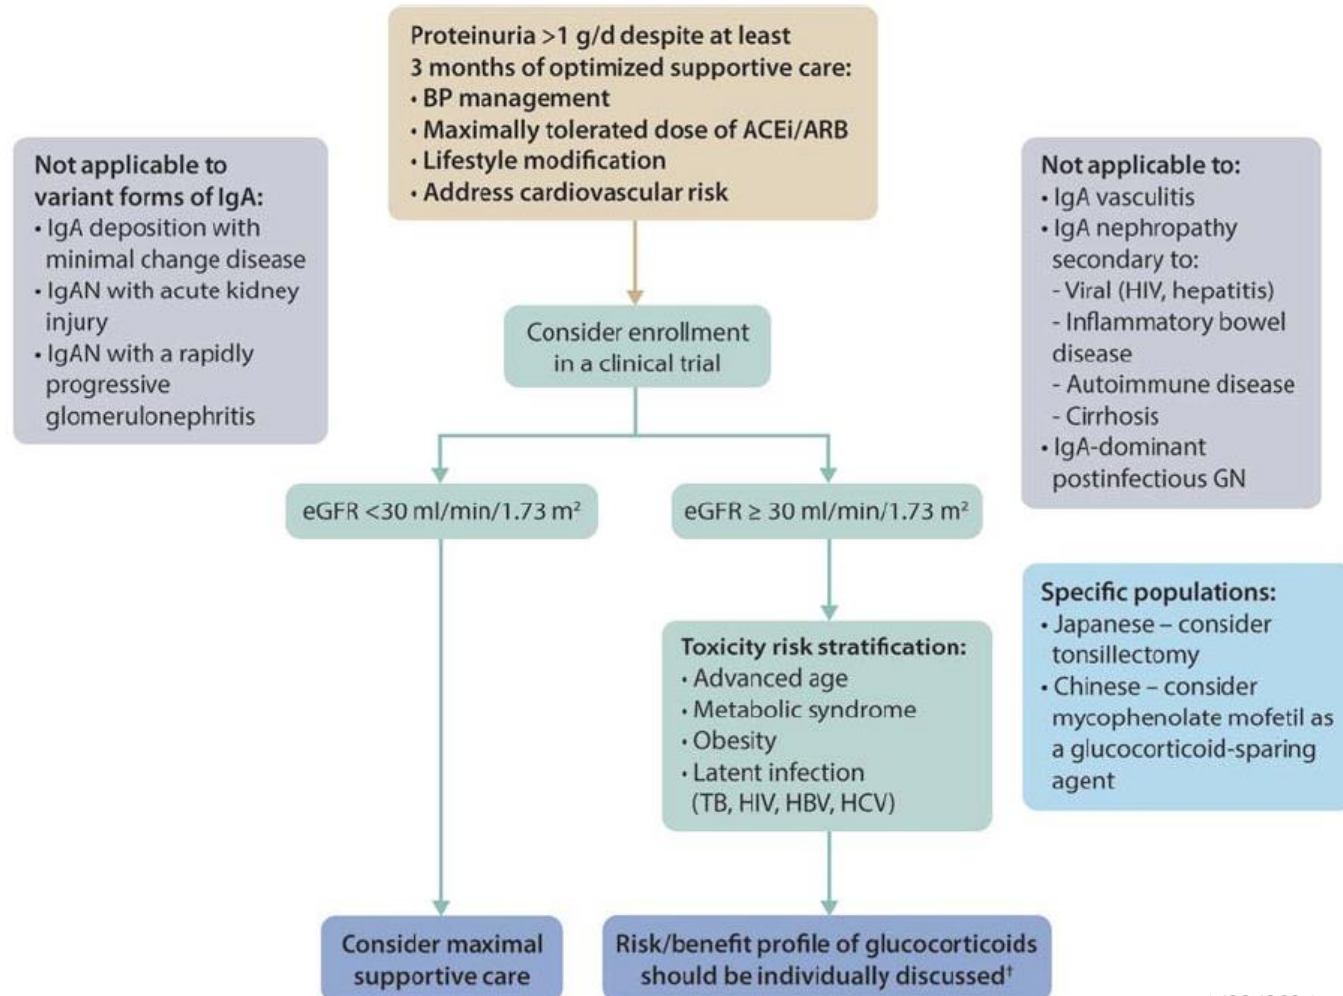 Proteinuria >1 g/d despite at least
3 months of optimized supportive care:
• BP management
• Maximally tolerated dose of ACEi/ARB
• Lifestyle modification
• Address cardiovascular risk
Not applicable to
variant forms of IgA:
• IgA deposition with
minimal change disease
• IgAN with acute kidney
injury
• IgAN with a rapidly
progressive
glomerulonephritis
Not applicable to:
• IgA vasculitis
• IgA nephropathy
secondary to:
- Viral (HIV, hepatitis)
- Inflammatory bowel
disease
- Autoimmune disease
- Cirrhosis
• IgA-dominant
postinfectious GN
Consider enrollment
in a clinical trial
eGFR <30 ml/min/1.73 m²
eGFR ≥ 30 ml/min/1.73 m²
Specific populations:
• Japanese – consider
tonsillectomy
• Chinese – consider
mycophenolate mofetil as
a glucocorticoid-sparing
agent
Toxicity risk stratification:
• Advanced age
• Metabolic syndrome
• Obesity
• Latent infection
(TB, HIV, HBV, HCV)
Consider maximal
supportive care
Risk/benefit profile of glucocorticoids
should be individually discussed†